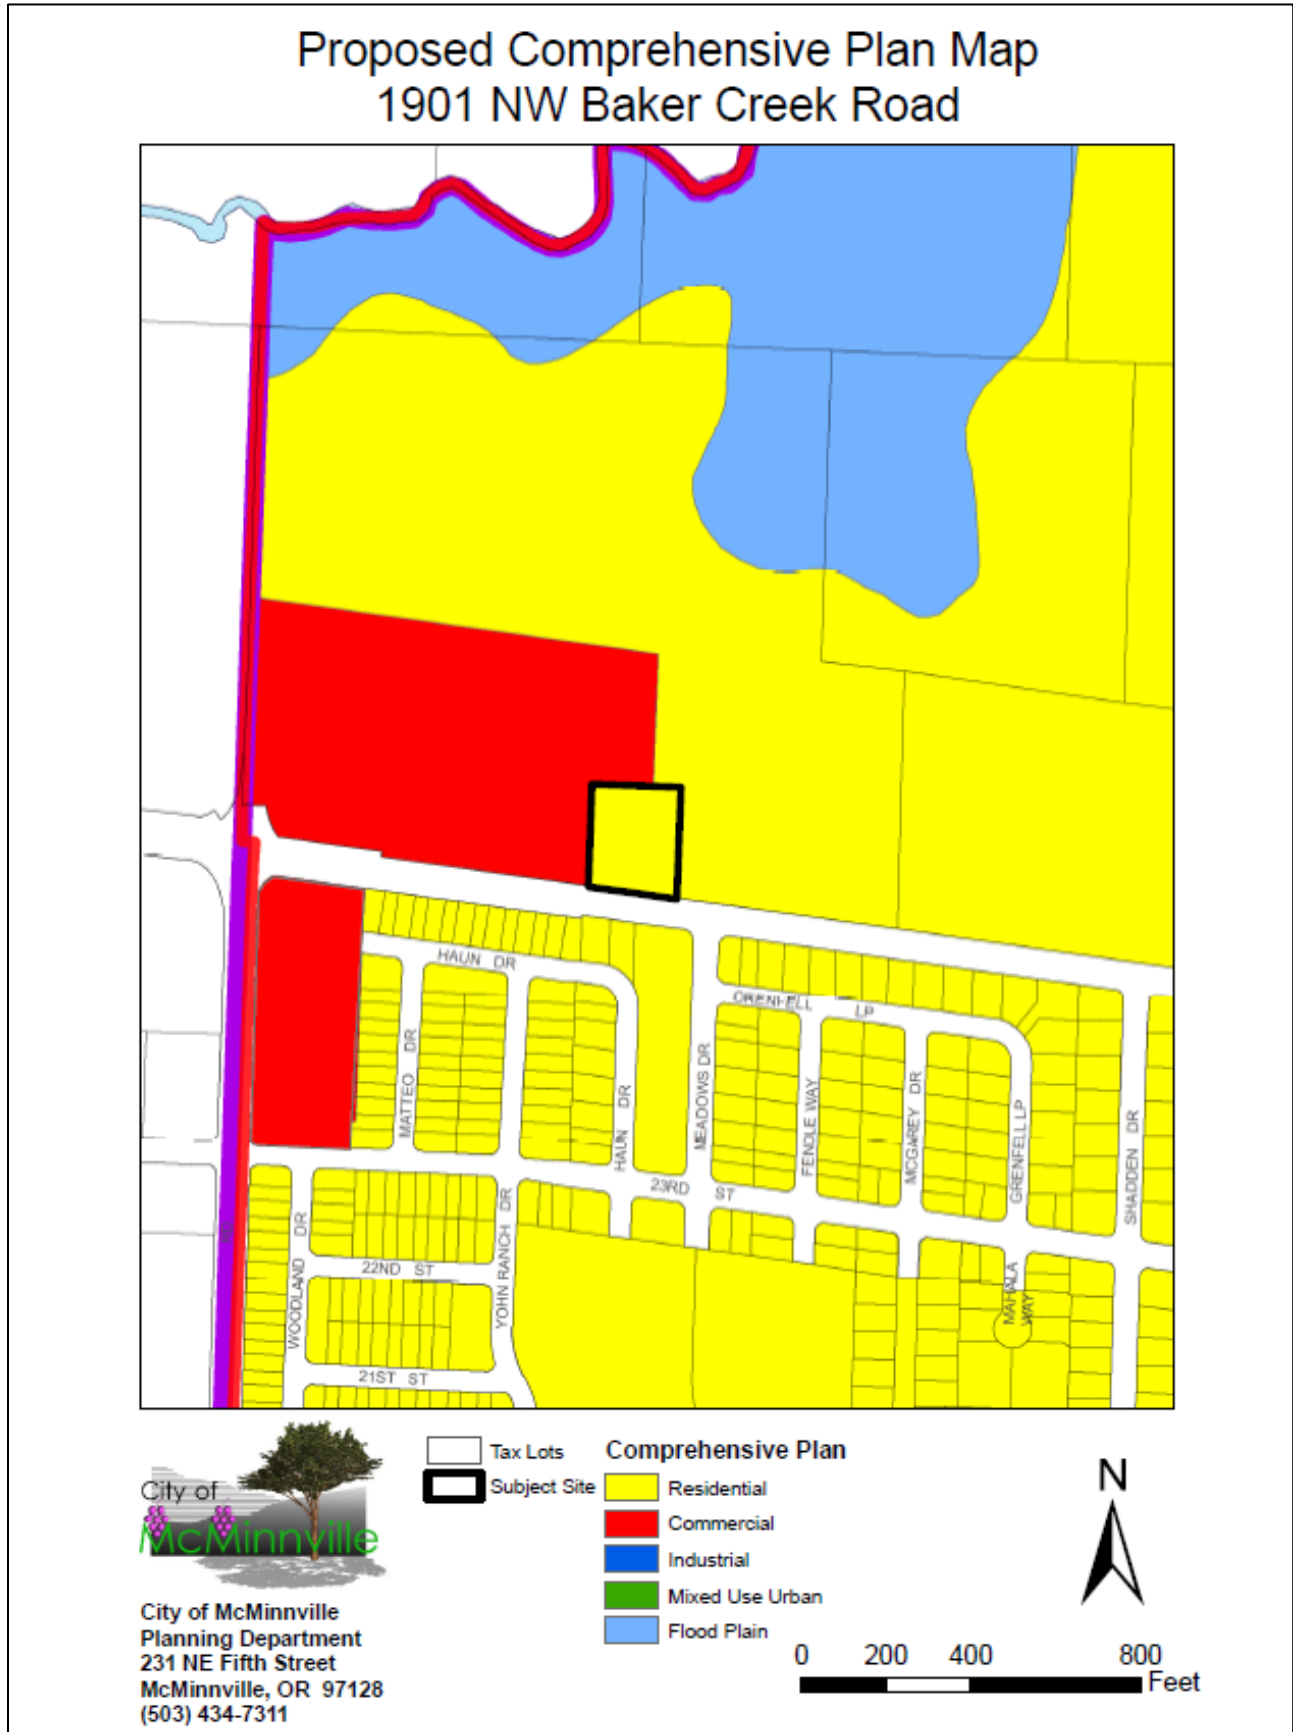 Proposed Comprehensive Plan Map
1901 NW Baker Creek Road
HAUN DR
ORENFELL LP
MATTEO DR
HAUN DR
MEADOWS DR
FENDLE WAY
MCGAREY DR
GRENFELL LP
SHADDEN DR
23RD ST
WOODLAND DR
22ND ST
YOHN RANCH DR
MAHALA
WAY
21ST ST
City of
McMinnville
Tax Lots
Subject Site
Comprehensive Plan
Residential
Commercial
Industrial
Mixed Use Urban
Flood Plain
N
City of McMinnville
Planning Department
231 NE Fifth Street
McMinnville, OR 97128
(503) 434-7311
0 200 400 800
Feet